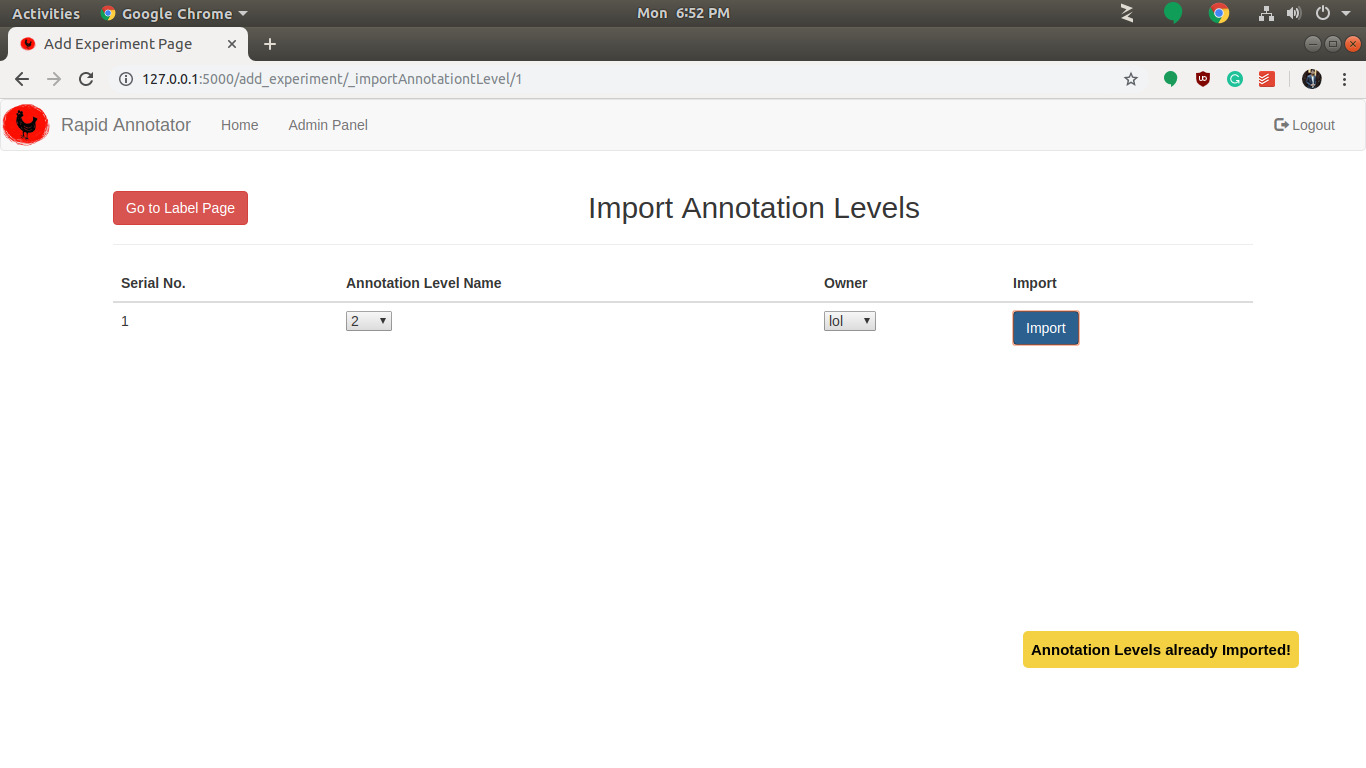 Activities Google Chrome Mon 6:52 PM
Add Experiment Page
127.0.0.1:5000/add_experiment/_importAnnotationtLevel/1
Rapid Annotator Home Admin Panel Logout
Go to Label Page Import Annotation Levels
Serial No. Annotation Level Name Owner Import
1 2 lol Import
Annotation Levels already Imported!